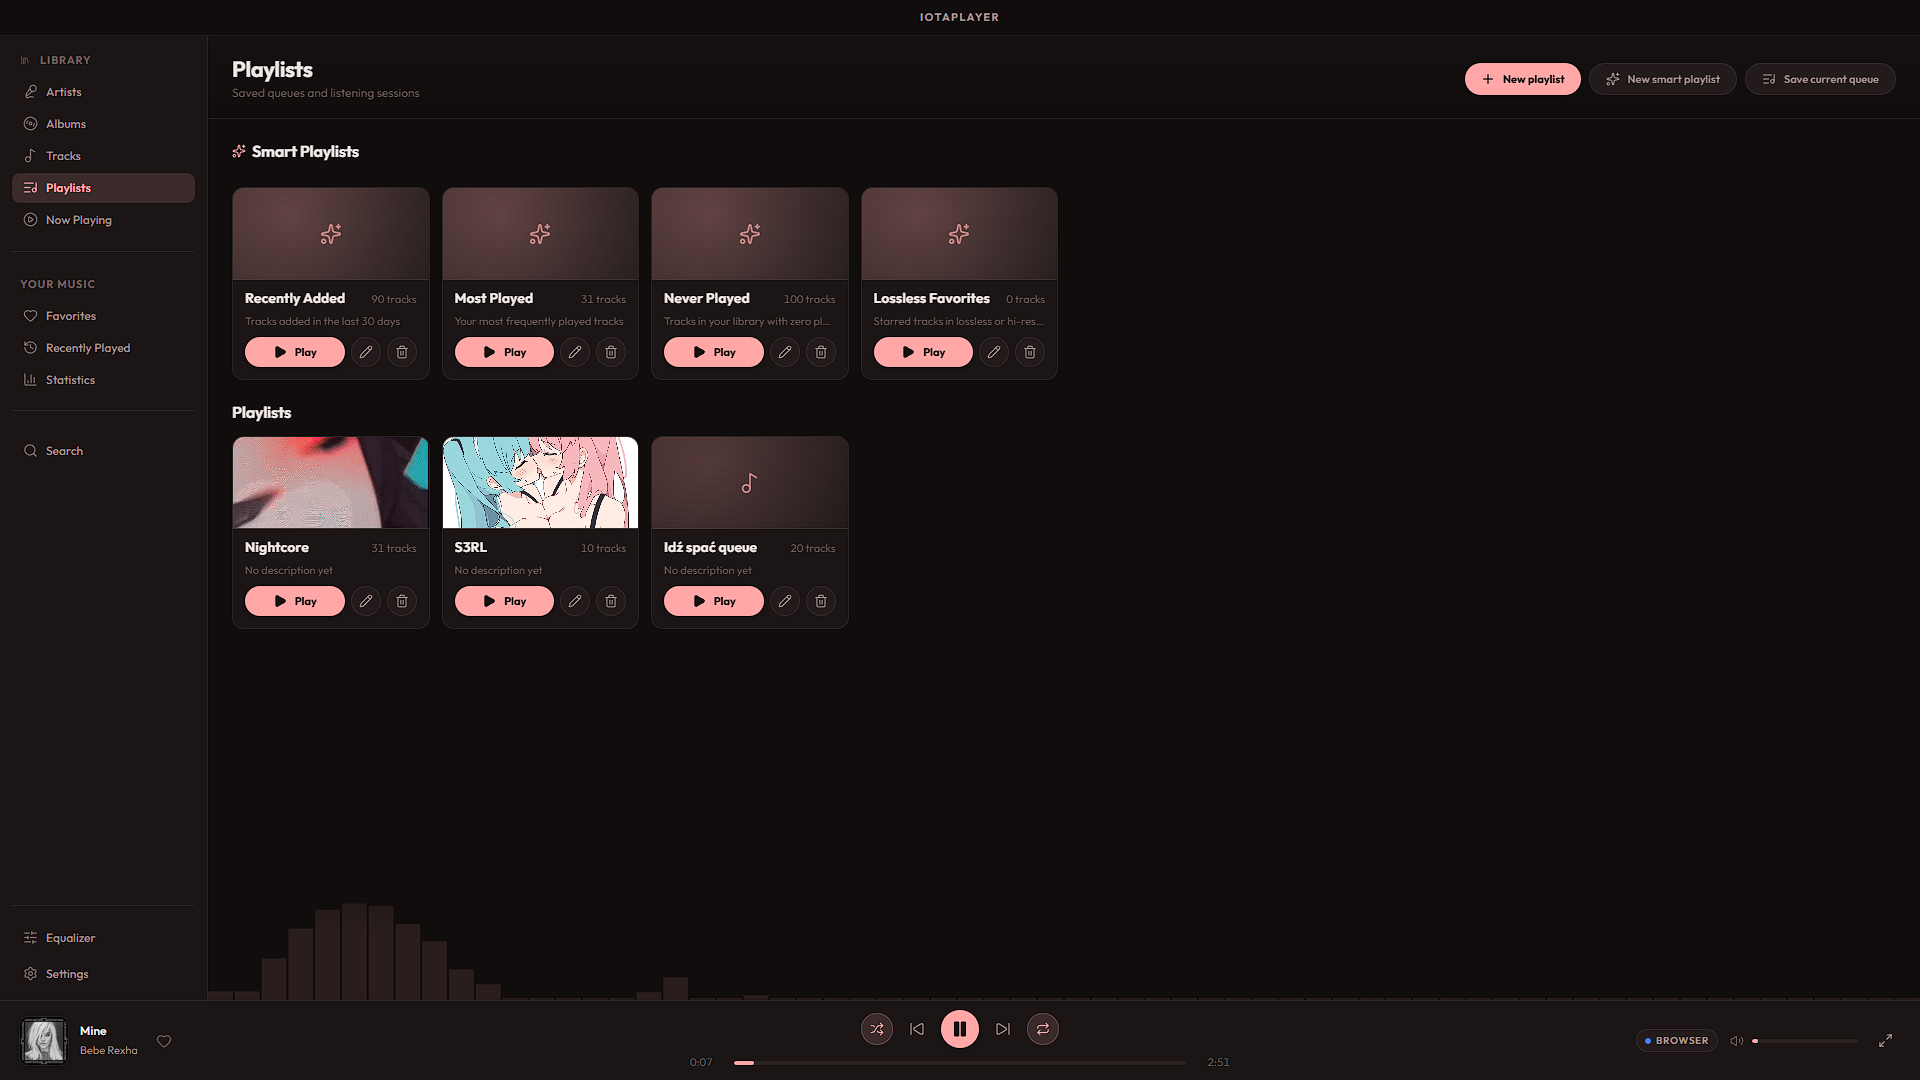 IOTAPLAYER
LIBRARY
Artists
Albums
Tracks
Playlists
Now Playing
YOUR MUSIC
Favorites
Recently Played
Statistics
Search
Equalizer
Settings
Playlists
Saved queues and listening sessions
New playlist
New smart playlist
Save current queue
Smart Playlists
Recently Added 90 tracks
Tracks added in the last 30 days
Play
Most Played 31 tracks
Your most frequently played tracks
Play
Never Played 100 tracks
Tracks in your library with zero pl...
Play
Lossless Favorites 0 tracks
Starred tracks in lossless or hi-res...
Play
Playlists
Nightcore 31 tracks
No description yet
Play
S3RL 10 tracks
No description yet
Play
Idź spać queue 20 tracks
No description yet
Play
Mine
Bebe Rexha
0:07
2:51
BROWSER